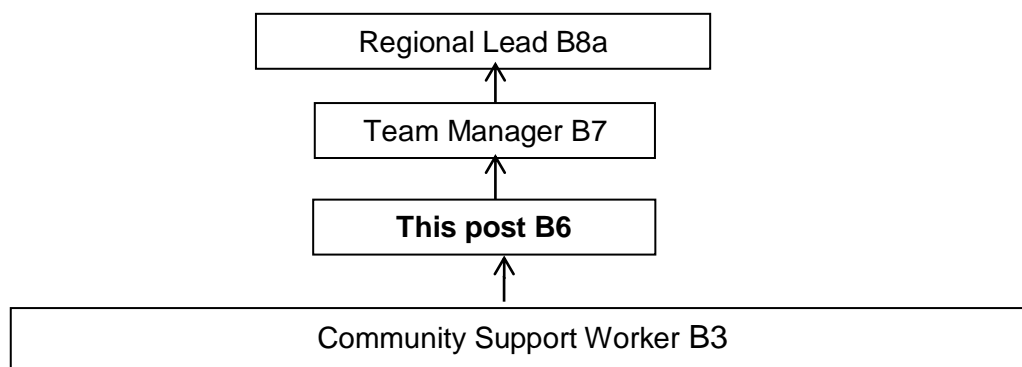 Regional Lead B8a
Team Manager B7
This post B6
Community Support Worker B3